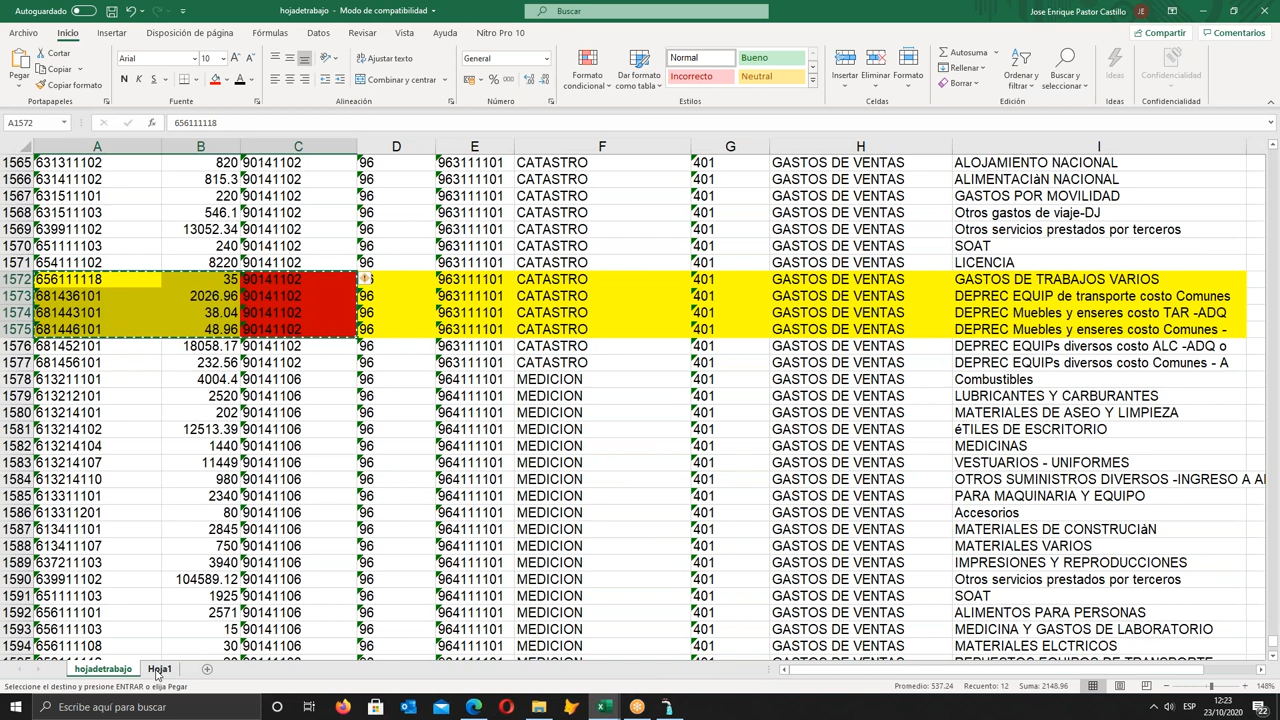 Autoguardado
hojadetrabajo - Modo de compatibilidad
Buscar
Jose Enrique Pastor Castillo
JE
Archivo Inicio Insertar Disposición de página Fórmulas Datos Revisar Vista Ayuda Nitro Pro 10
Compartir Comentarios
Pegar
Cortar
Copiar
Copiar formato
Portapapeles
Arial 10
N K S
Fuente
Ajustar texto
Combinar y centrar
Alineación
General
Número
Formato condicional
Dar formato como tabla
Normal Bueno
Incorrecto Neutral
Estilos
Insertar Eliminar Formato
Celdas
Autosuma
Rellenar
Borrar
Ordenar y filtrar
Buscar y seleccionar
Edición
Ideas
Ideas
Confidencialidad
Confidencialidad
A1572 fx 656111118
A B C D E F G H I
1565 631311102 820 90141102 96 963111101 CATASTRO 401 GASTOS DE VENTAS ALOJAMIENTO NACIONAL
1566 631411102 815.3 90141102 96 963111101 CATASTRO 401 GASTOS DE VENTAS ALIMENTACIàN NACIONAL
1567 631511101 220 90141102 96 963111101 CATASTRO 401 GASTOS DE VENTAS GASTOS POR MOVILIDAD
1568 631511103 546.1 90141102 96 963111101 CATASTRO 401 GASTOS DE VENTAS Otros gastos de viaje-DJ
1569 639911102 13052.34 90141102 96 963111101 CATASTRO 401 GASTOS DE VENTAS Otros servicios prestados por terceros
1570 651111103 240 90141102 96 963111101 CATASTRO 401 GASTOS DE VENTAS SOAT
1571 654111102 8220 90141102 96 963111101 CATASTRO 401 GASTOS DE VENTAS LICENCIA
1572 656111118 35 90141102 963111101 CATASTRO 401 GASTOS DE VENTAS GASTOS DE TRABAJOS VARIOS
1573 681436101 2026.96 90141102 96 963111101 CATASTRO 401 GASTOS DE VENTAS DEPREC EQUIP de transporte costo Comunes
1574 681443101 38.04 90141102 96 963111101 CATASTRO 401 GASTOS DE VENTAS DEPREC Muebles y enseres costo TAR -ADQ
1575 681446101 48.96 90141102 96 963111101 CATASTRO 401 GASTOS DE VENTAS DEPREC Muebles y enseres costo Comunes -
1576 681452101 18058.17 90141102 96 963111101 CATASTRO 401 GASTOS DE VENTAS DEPREC EQUIPs diversos costo ALC -ADQ o
1577 681456101 232.56 90141102 96 963111101 CATASTRO 401 GASTOS DE VENTAS DEPREC EQUIPs diversos costo Comunes - A
1578 613211101 4004.4 90141106 96 964111101 MEDICION 401 GASTOS DE VENTAS Combustibles
1579 613212101 2520 90141106 96 964111101 MEDICION 401 GASTOS DE VENTAS LUBRICANTES Y CARBURANTES
1580 613214101 202 90141106 96 964111101 MEDICION 401 GASTOS DE VENTAS MATERIALES DE ASEO Y LIMPIEZA
1581 613214102 12513.39 90141106 96 964111101 MEDICION 401 GASTOS DE VENTAS éTILES DE ESCRITORIO
1582 613214104 1440 90141106 96 964111101 MEDICION 401 GASTOS DE VENTAS MEDICINAS
1583 613214107 11449 90141106 96 964111101 MEDICION 401 GASTOS DE VENTAS VESTUARIOS - UNIFORMES
1584 613214110 980 90141106 96 964111101 MEDICION 401 GASTOS DE VENTAS OTROS SUMINISTROS DIVERSOS -INGRESO A
1585 613311101 2340 90141106 96 964111101 MEDICION 401 GASTOS DE VENTAS PARA MAQUINARIA Y EQUIPO
1586 613311201 80 90141106 96 964111101 MEDICION 401 GASTOS DE VENTAS Accesorios
1587 613411101 2845 90141106 96 964111101 MEDICION 401 GASTOS DE VENTAS MATERIALES DE CONSTRUCIàN
1588 613411107 750 90141106 96 964111101 MEDICION 401 GASTOS DE VENTAS MATERIALES VARIOS
1589 637211103 3940 90141106 96 964111101 MEDICION 401 GASTOS DE VENTAS IMPRESIONES Y REPRODUCCIONES
1590 639911102 104589.12 90141106 96 964111101 MEDICION 401 GASTOS DE VENTAS Otros servicios prestados por terceros
1591 651111103 1925 90141106 96 964111101 MEDICION 401 GASTOS DE VENTAS SOAT
1592 656111101 2571 90141106 96 964111101 MEDICION 401 GASTOS DE VENTAS ALIMENTOS PARA PERSONAS
1593 656111103 15 90141106 96 964111101 MEDICION 401 GASTOS DE VENTAS MEDICINA Y GASTOS DE LABORATORIO
1594 656111108 30 90141106 96 964111101 MEDICION 401 GASTOS DE VENTAS MATERIALES ELCTRICOS
hojadetrabajo Hoja1
Seleccione el destino y presione ENTRAR o elija Pegar
Promedio: 537.24 Recuento: 12 Suma: 2148.96
148%
Escribe aquí para buscar
ESP
12:23
23/10/2020
22